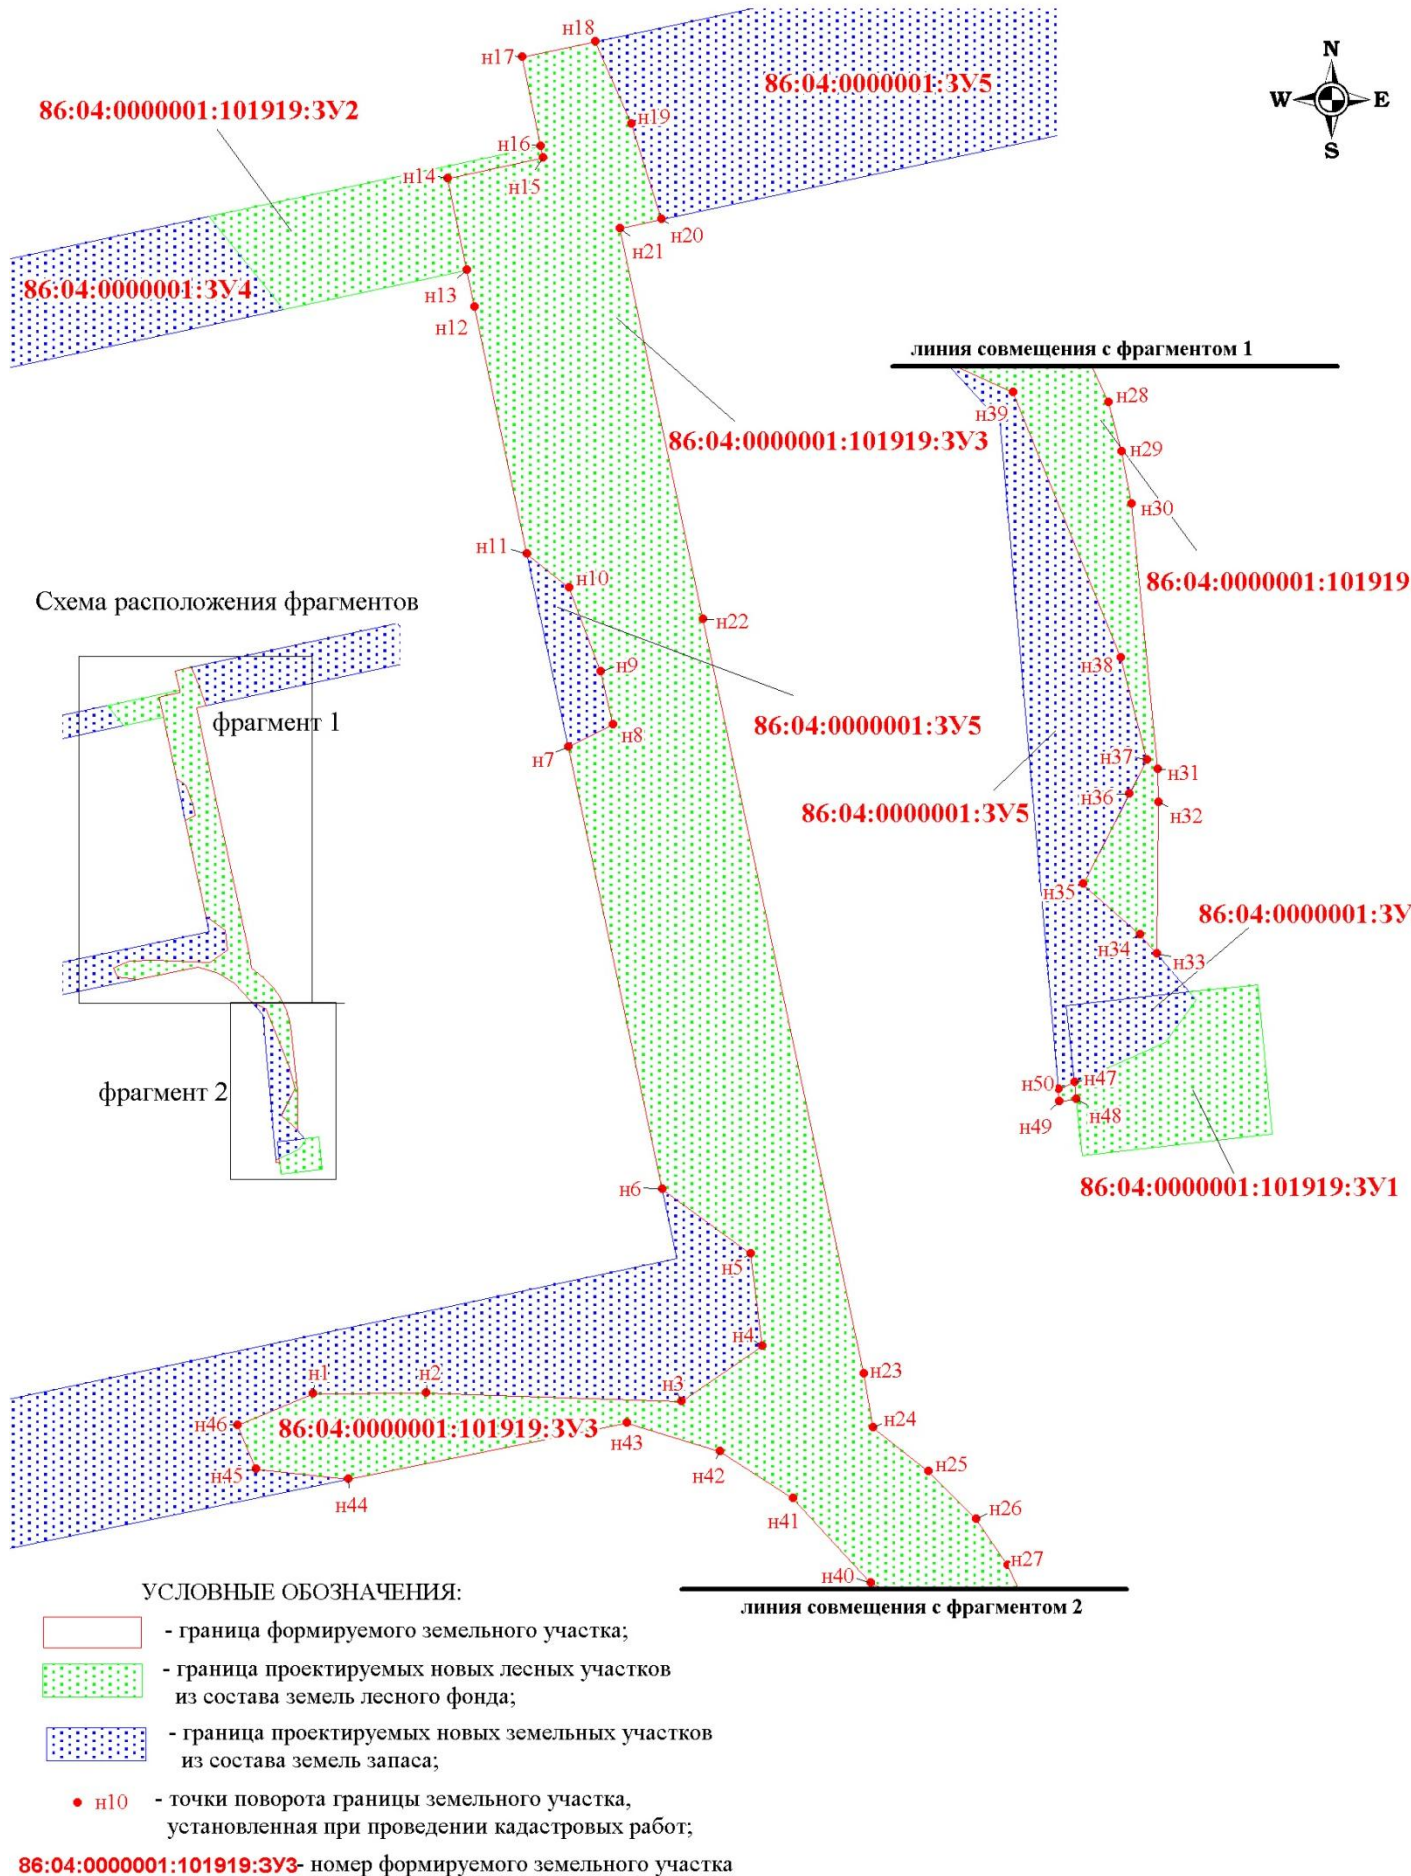 н18
н17
86:04:0000001:ЗУ5
N
W E
S
86:04:0000001:101919:ЗУ2
н19
н16
н15
н14
н20
н21
86:04:0000001:ЗУ4
н13
н12
линия совмещения с фрагментом 1
н39
н28
86:04:0000001:101919:ЗУ3
н29
н30
н11
н10
86:04:0000001:101919
Схема расположения фрагментов
н22
н38
н9
фрагмент 1
86:04:0000001:ЗУ5
н8
н7
н37
н31
н36
н32
86:04:0000001:ЗУ5
н35
86:04:0000001:ЗУ
н34
н33
фрагмент 2
н50
н47
н49
н48
86:04:0000001:101919:ЗУ1
н6
н5
н4
н23
н1
н2
н3
н46
86:04:0000001:101919:ЗУ3
н24
н43
н42
н25
н45
н44
н41
н26
н27
н40
линия совмещения с фрагментом 2
УСЛОВНЫЕ ОБОЗНАЧЕНИЯ:
- граница формируемого земельного участка;
- граница проектируемых новых лесных участков
из состава земель лесного фонда;
- граница проектируемых новых земельных участков
из состава земель запаса;
н10 - точки поворота границы земельного участка,
установленная при проведении кадастровых работ;
86:04:0000001:101919:ЗУ3- номер формируемого земельного участка